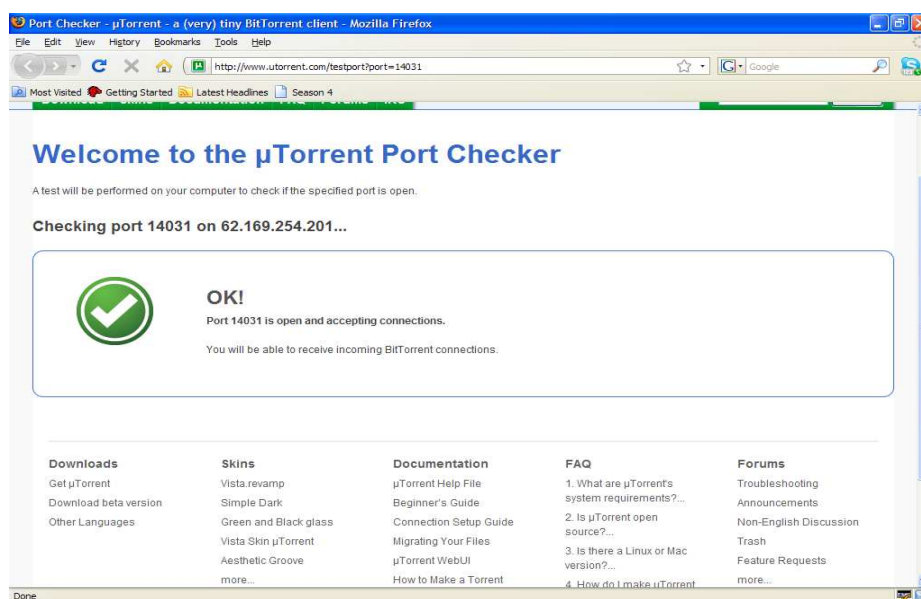 Port Checker - µTorrent - a (very) tiny BitTorrent client - Mozilla Firefox
File Edit View History Bookmarks Tools Help
http://www.utorrent.com/testport?port=14031
Google
Most Visited Getting Started Latest Headlines Season 4
Welcome to the µTorrent Port Checker
A test will be performed on your computer to check if the specified port is open.
Checking port 14031 on 62.169.254.201...
OK!
Port 14031 is open and accepting connections.
You will be able to receive incoming BitTorrent connections.
Downloads
Get µTorrent
Download beta version
Other Languages
Skins
Vista.revamp
Simple Dark
Green and Black glass
Vista Skin µTorrent
Aesthetic Groove
more...
Documentation
µTorrent Help File
Beginner's Guide
Connection Setup Guide
Migrating Your Files
µTorrent WebUI
How to Make a Torrent
FAQ
1. What are µTorrent's
system requirements?...
2. Is µTorrent open
source?...
3. Is there a Linux or Mac
version?...
4. How do I make µTorrent
Forums
Troubleshooting
Announcements
Non-English Discussion
Trash
Feature Requests
more...
Done